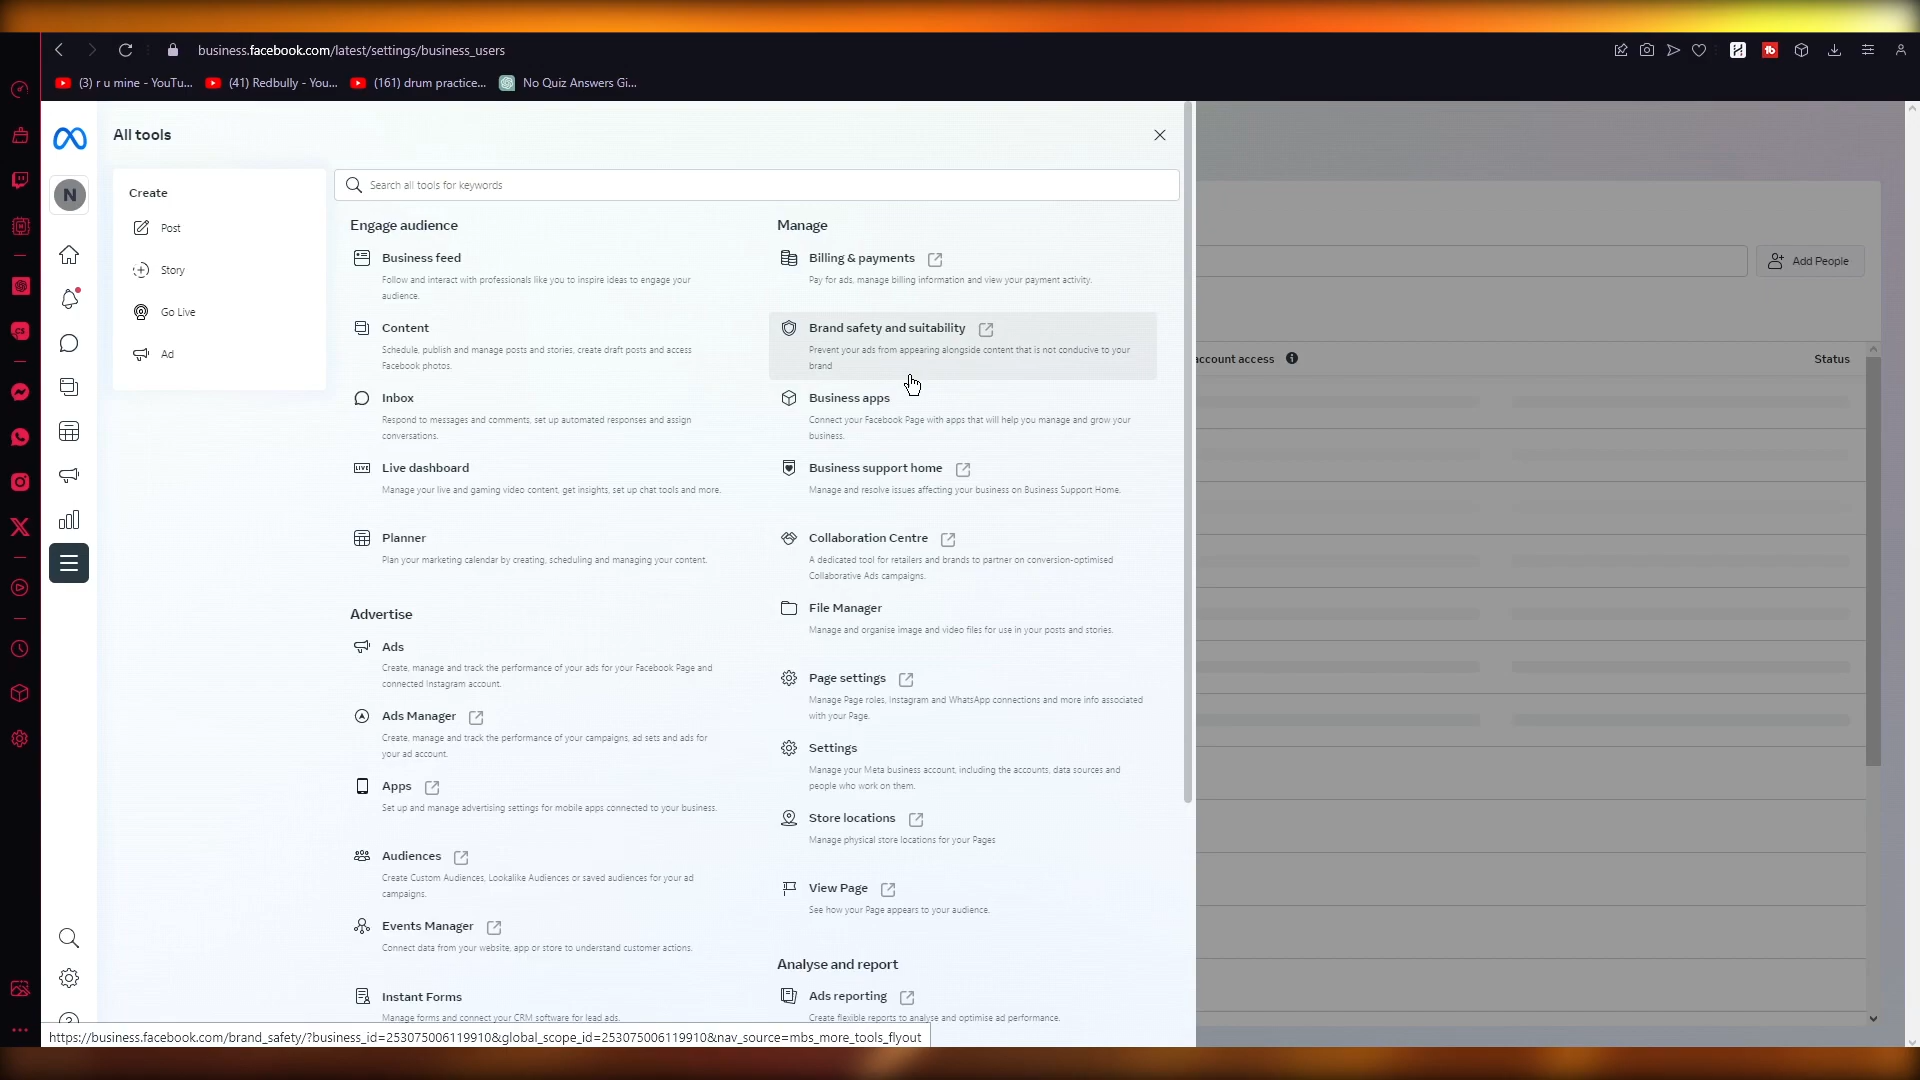 business.facebook.com/latest/settings/business_users
(3) r u mine - YouTu...
(41) Redbully - You...
(161) drum practice...
No Quiz Answers Gi...
All tools
N
Create
Post
Story
Go Live
Ad
Search all tools for keywords
Engage audience
Business feed
Follow and interact with professionals like you to inspire ideas to engage your
audience.
Content
Schedule, publish and manage posts and stories, create draft posts and access
Facebook photos.
Inbox
Respond to messages and comments, set up automated responses and assign
conversations.
LIVE
Live dashboard
Manage your live and gaming video content, get insights, set up chat tools and more.
Planner
Plan your marketing calendar by creating, scheduling and managing your content.
Advertise
Ads
Create, manage and track the performance of your ads for your Facebook Page and
connected Instagram account.
Ads Manager
Create, manage and track the performance of your campaigns, ad sets and ads for
your ad account.
Apps
Set up and manage advertising settings for mobile apps connected to your business.
Audiences
Create Custom Audiences, Lookalike Audiences or saved audiences for your ad
campaigns.
Events Manager
Connect data from your website, app or store to understand customer actions.
Instant Forms
Manage forms and connect your CRM software for lead ads.
Manage
Billing & payments
Pay for ads, manage billing information and view your payment activity.
Brand safety and suitability
Prevent your ads from appearing alongside content that is not conducive to your
brand
Business apps
Connect your Facebook Page with apps that will help you manage and grow your
business.
Business support home
Manage and resolve issues affecting your business on Business Support Home.
Collaboration Centre
A dedicated tool for retailers and brands to partner on conversion-optimised
Collaborative Ads campaigns.
File Manager
Manage and organise image and video files for use in your posts and stories.
Page settings
Manage Page roles, Instagram and WhatsApp connections and more info associated
with your Page.
Settings
Manage your Meta business account, including the accounts, data sources and
people who work on them.
Store locations
Manage physical store locations for your Pages
View Page
See how your Page appears to your audience.
Analyse and report
Ads reporting
Create flexible reports to analyse and optimise ad performance.
Add People
account access
Status
https://business.facebook.com/brand_safety/?business_id=253075006119910&global_scope_id=253075006119910&nav_source=mbs_more_tools_flyout